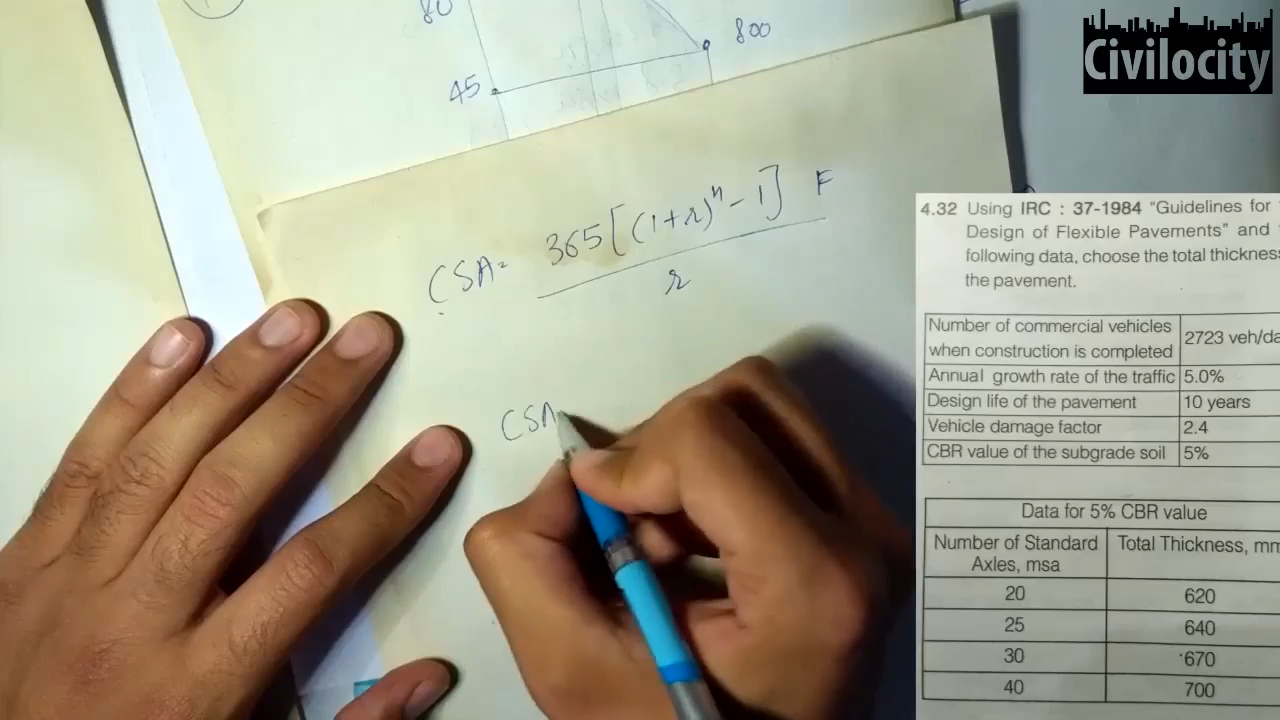 80
800
45
CSA = 365[(1+r)^n - 1] F
r
CSA
Civilocity
4.32 Using IRC : 37-1984 "Guidelines for
Design of Flexible Pavements" and
following data, choose the total thickness
the pavement.
Number of commercial vehicles
when construction is completed 2723 veh/da
Annual growth rate of the traffic 5.0%
Design life of the pavement 10 years
Vehicle damage factor 2.4
CBR value of the subgrade soil 5%
Data for 5% CBR value
Number of Standard Total Thickness, mm
Axles, msa
20 620
25 640
30 670
40 700